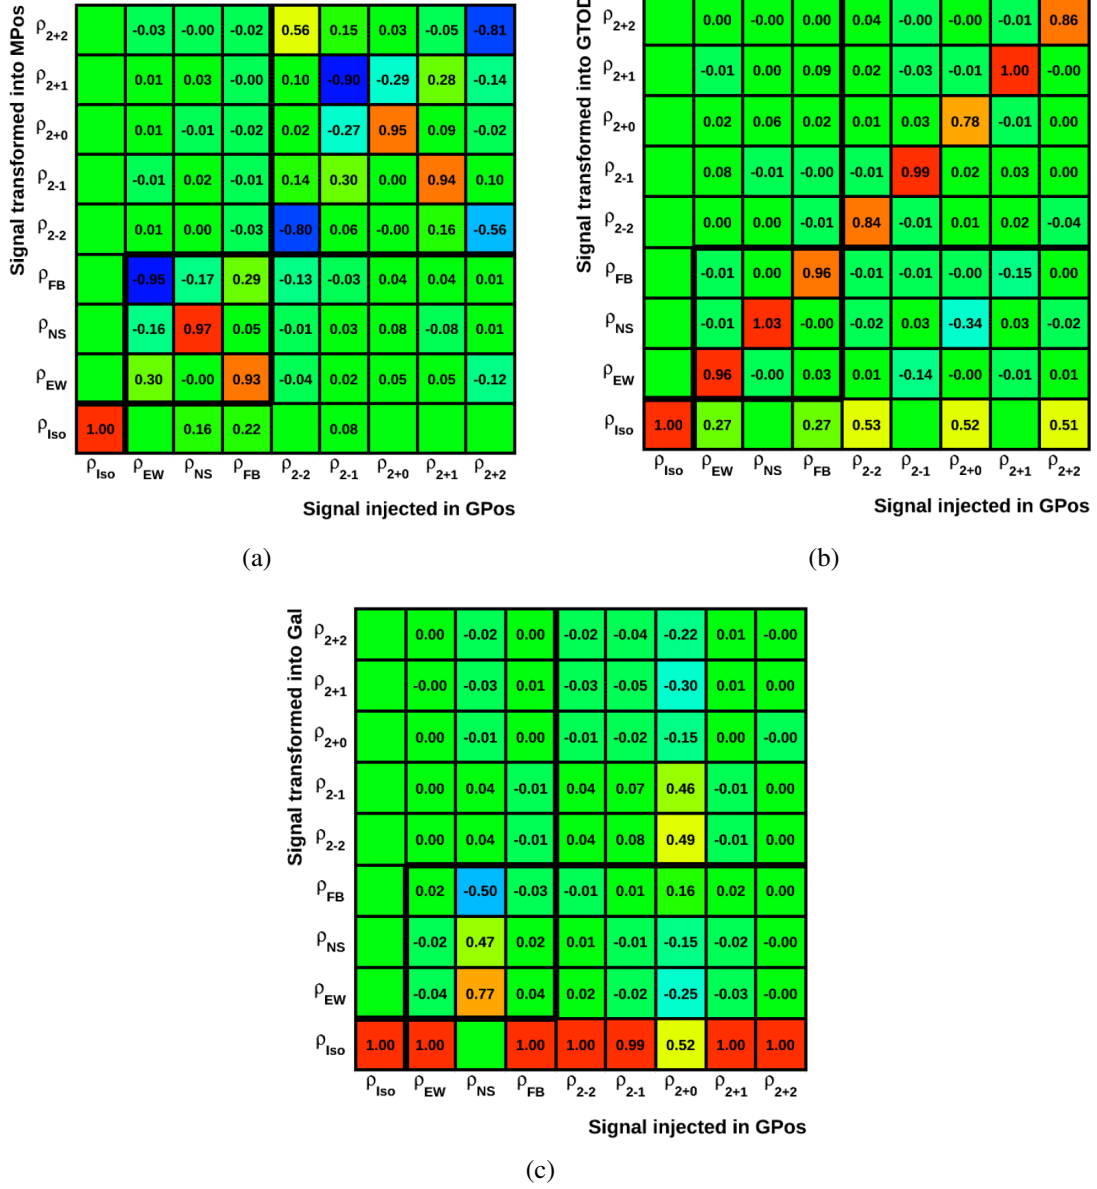 Signal transformed into MPos
ρ2+2 -0.03 -0.00 -0.02 0.56 0.15 0.03 -0.05 -0.81
ρ2+1 0.01 0.03 -0.00 0.10 -0.90 -0.29 0.28 -0.14
ρ2+0 0.01 -0.01 -0.02 0.02 -0.27 0.95 0.09 -0.02
ρ2-1 -0.01 0.02 -0.01 0.14 0.30 0.00 0.94 0.10
ρ2-2 0.01 0.00 -0.03 -0.80 0.06 -0.00 0.16 -0.56
ρFB -0.95 -0.17 0.29 -0.13 -0.03 0.04 0.04 0.01
ρNS -0.16 0.97 0.05 -0.01 0.03 0.08 -0.08 0.01
ρEW 0.30 -0.00 0.93 -0.04 0.02 0.05 0.05 -0.12
ρIso 1.00 0.16 0.22 0.08
ρIso ρEW ρNS ρFB ρ2-2 ρ2-1 ρ2+0 ρ2+1 ρ2+2
Signal injected in GPos
(a)
Signal transformed into GTOD
ρ2+2 0.00 -0.00 0.00 0.04 -0.00 -0.00 -0.01 0.86
ρ2+1 -0.01 0.00 0.09 0.02 -0.03 -0.01 1.00 -0.00
ρ2+0 0.02 0.06 0.02 0.01 0.03 0.78 -0.01 0.00
ρ2-1 0.08 -0.01 -0.00 -0.01 0.99 0.02 0.03 0.00
ρ2-2 0.00 0.00 -0.01 0.84 -0.01 0.01 0.02 -0.04
ρFB -0.01 0.00 0.96 -0.01 -0.01 -0.00 -0.15 0.00
ρNS -0.01 1.03 -0.00 -0.02 0.03 -0.34 0.03 -0.02
ρEW 0.96 -0.00 0.03 0.01 -0.14 -0.00 -0.01 0.01
ρIso 1.00 0.27 0.27 0.53 0.52 0.51
ρIso ρEW ρNS ρFB ρ2-2 ρ2-1 ρ2+0 ρ2+1 ρ2+2
Signal injected in GPos
(b)
Signal transformed into Gal
ρ2+2 0.00 -0.02 0.00 -0.02 -0.04 -0.22 0.01 -0.00
ρ2+1 -0.00 -0.03 0.01 -0.03 -0.05 -0.30 0.01 0.00
ρ2+0 0.00 -0.01 0.00 -0.01 -0.02 -0.15 0.00 -0.00
ρ2-1 0.00 0.04 -0.01 0.04 0.07 0.46 -0.01 0.00
ρ2-2 0.00 0.04 -0.01 0.04 0.08 0.49 -0.01 0.00
ρFB 0.02 -0.50 -0.03 -0.01 0.01 0.16 0.02 0.00
ρNS -0.02 0.47 0.02 0.01 -0.01 -0.15 -0.02 -0.00
ρEW -0.04 0.77 0.04 0.02 -0.02 -0.25 -0.03 -0.00
ρIso 1.00 1.00 1.00 1.00 0.99 0.52 1.00 1.00
ρIso ρEW ρNS ρFB ρ2-2 ρ2-1 ρ2+0 ρ2+1 ρ2+2
Signal injected in GPos
(c)